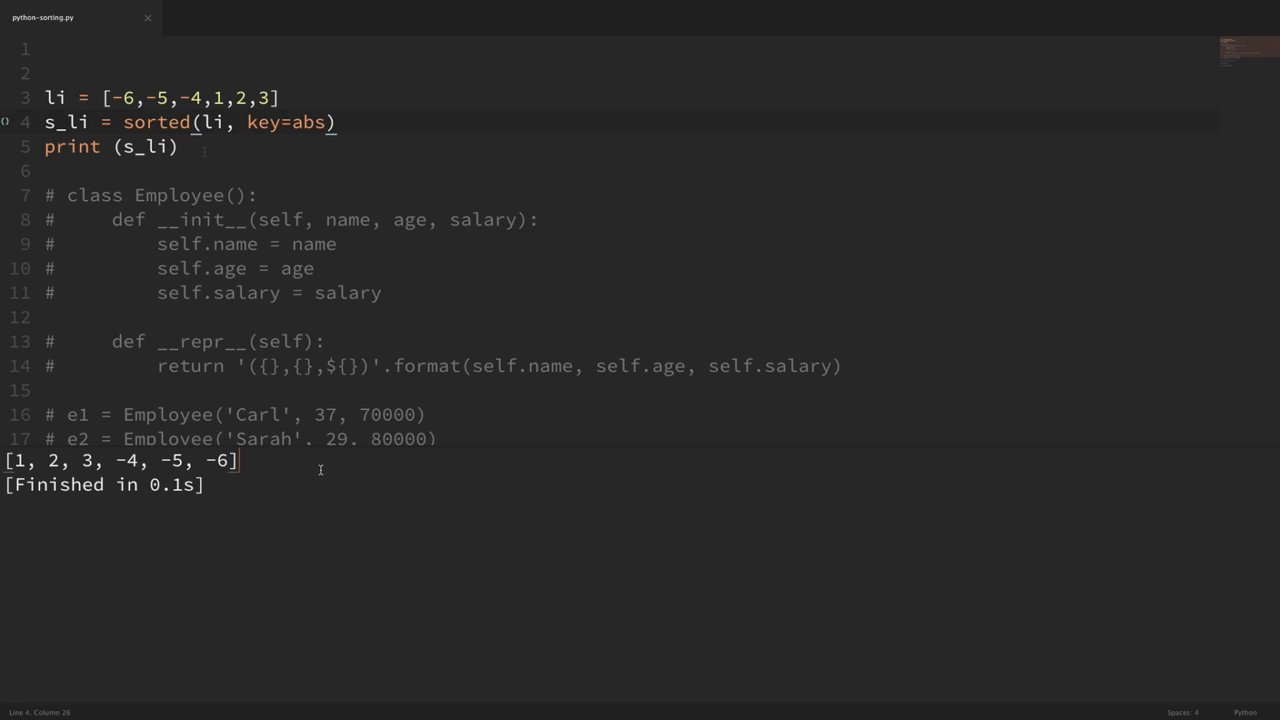 python-sorting.py ×
1
2
3 li = [-6,-5,-4,1,2,3]
() 4 s_li = sorted(li, key=abs)
5 print (s_li)
6
7 # class Employee():
8 #     def __init__(self, name, age, salary):
9 #         self.name = name
10 #         self.age = age
11 #         self.salary = salary
12
13 #     def __repr__(self):
14 #         return '({},{},${})'.format(self.name, self.age, self.salary)
15
16 # e1 = Employee('Carl', 37, 70000)
17 # e2 = Employee('Sarah', 29, 80000)
[1, 2, 3, -4, -5, -6]
[Finished in 0.1s]
Line 4, Column 26 Spaces: 4 Python